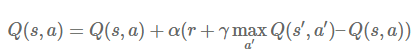 Q(s,a) = Q(s,a) + α(r + γ max_{a′} Q(s′,a′)–Q(s,a))